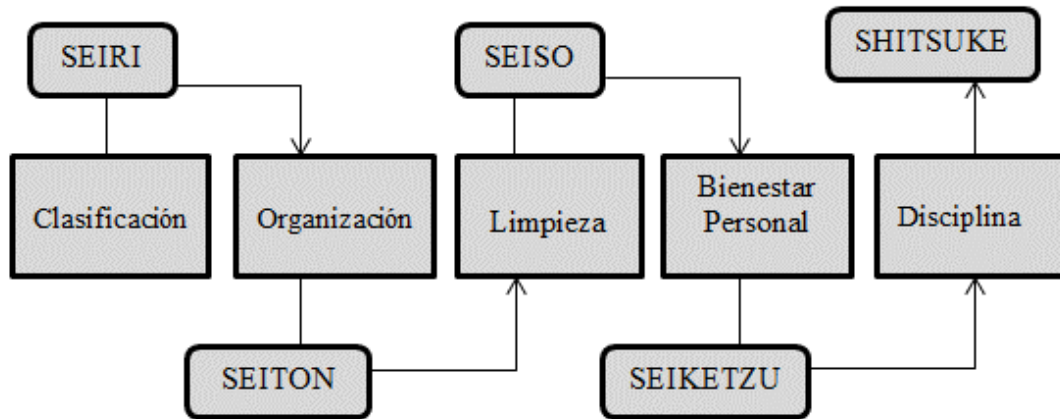 SEIRI
SEISO
SHITSUKE
Clasificación
Organización
Limpieza
Bienestar
Personal
Disciplina
SEITON
SEIKETZU